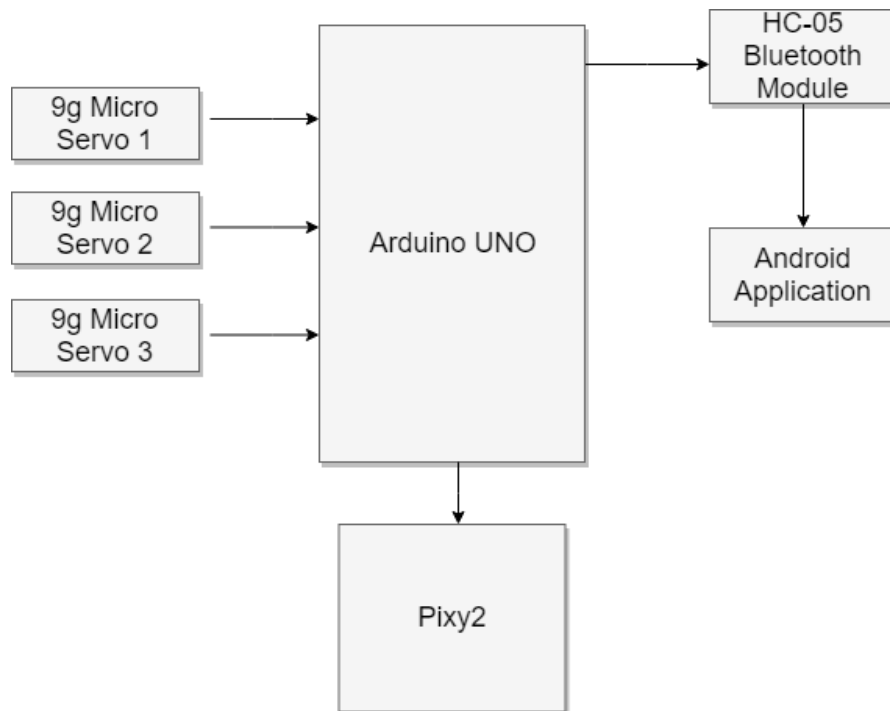 HC-05
Bluetooth
Module
9g Micro
Servo 1
9g Micro
Servo 2
Arduino UNO
Android
Application
9g Micro
Servo 3
Pixy2